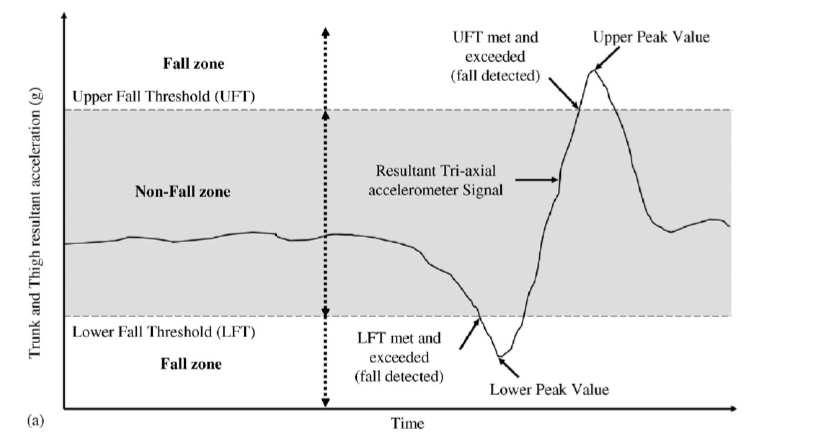 UFT met and
exceeded
(fall detected)
Upper Peak Value
Fall zone
Upper Fall Threshold (UFT)
Trunk and Thigh resultant acceleration (g)
Resultant Tri-axial
accelerometer Signal
Non-Fall zone
Lower Fall Threshold (LFT)
Fall zone
LFT met and
exceeded
(fall detected)
Lower Peak Value
(a)
Time